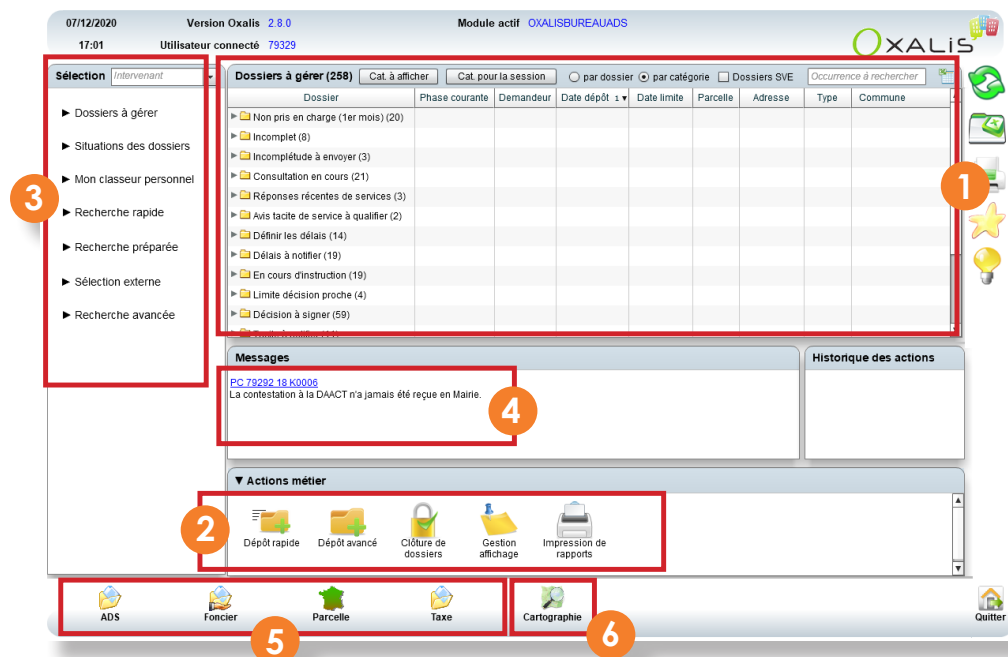 07/12/2020 Version Oxalis 2.8.0 Module actif OXALISBUREAUADS
17:01 Utilisateur connecté 79329
OXALiS
Sélection Intervenant
Dossiers à gérer
Situations des dossiers
Mon classeur personnel
Recherche rapide
Recherche préparée
Sélection externe
Recherche avancée
3
Dossiers à gérer (258) Cat. à afficher Cat. pour la session par dossier par catégorie Dossiers SVE Occurrence à rechercher
Dossier Phase courante Demandeur Date dépôt 1 Date limite Parcelle Adresse Type Commune
Non pris en charge (1er mois) (20)
Incomplet (8)
Incomplétude à envoyer (3)
Consultation en cours (21)
Réponses récentes de services (3)
Avis tacite de service à qualifier (2)
Définir les délais (14)
Délais à notifier (19)
En cours d'instruction (19)
Limite décision proche (4)
Décision à signer (59)
1
Messages
PC 79292 18 K0006
La contestation à la DAACT n'a jamais été reçue en Mairie.
4
Historique des actions
Actions métier
2
Dépôt rapide
Dépôt avancé
Clôture de
dossiers
Gestion
affichage
Impression de
rapports
ADS
Foncier
Parcelle
Taxe
Cartographie
Quitter
5
6